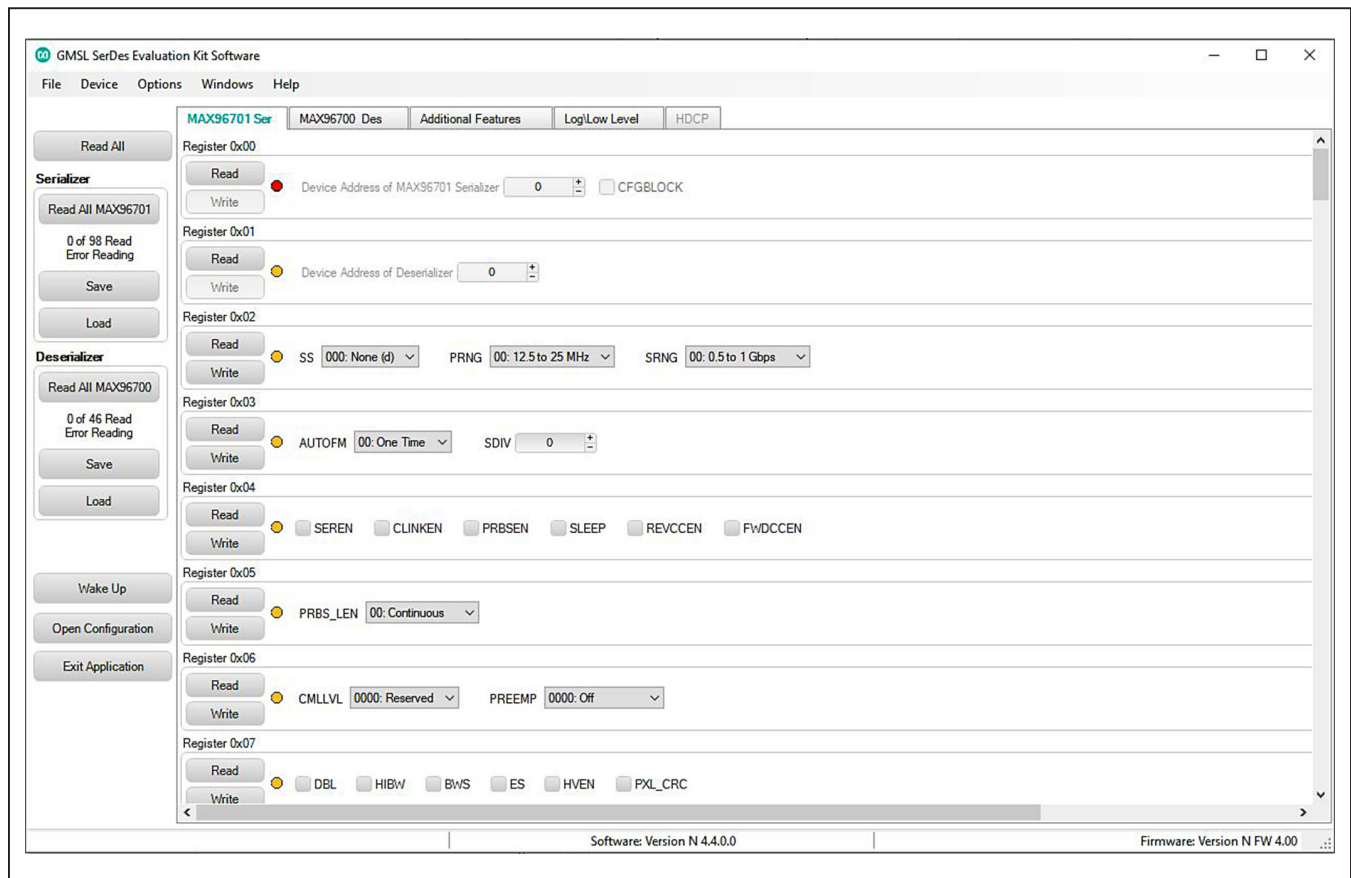 GMSL SerDes Evaluation Kit Software
File Device Options Windows Help
MAX96701 Ser MAX96700 Des Additional Features Log\Low Level HDCP
Read All
Serializer
Read All MAX96701
0 of 98 Read
Error Reading
Save
Load
Deserializer
Read All MAX96700
0 of 46 Read
Error Reading
Save
Load
Wake Up
Open Configuration
Exit Application
Register 0x00
Read
Write
Device Address of MAX96701 Serializer 0 CFGBLOCK
Register 0x01
Read
Write
Device Address of Deserializer 0
Register 0x02
Read
Write
SS 000: None (d) PRNG 00: 12.5 to 25 MHz SRNG 00: 0.5 to 1 Gbps
Register 0x03
Read
Write
AUTOFM 00: One Time SDIV 0
Register 0x04
Read
Write
SEREN CLINKEN PRBSEN SLEEP REVCCEN FWDCCEN
Register 0x05
Read
Write
PRBS_LEN 00: Continuous
Register 0x06
Read
Write
CMLLVL 0000: Reserved PREEMP 0000: Off
Register 0x07
Read
Write
DBL HIBW BWS ES HVEN PXL_CRC
Software: Version N 4.4.0.0 Firmware: Version N FW 4.00